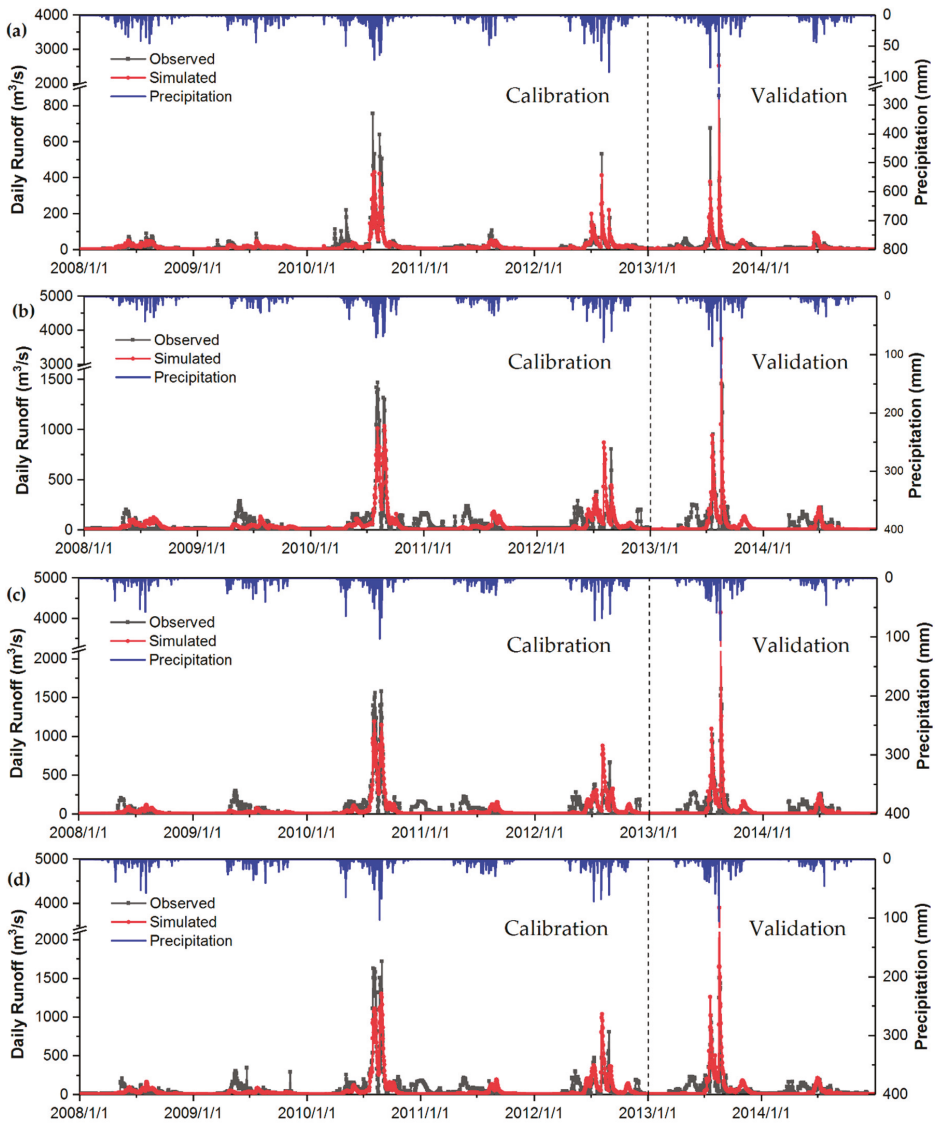 (a)
4000
3000
2000
800
600
400
200
0
Daily Runoff (m³/s)
Observed
Simulated
Precipitation
Calibration
Validation
0
50
100
300
400
500
600
700
800
Precipitation (mm)
2008/1/1
2009/1/1
2010/1/1
2011/1/1
2012/1/1
2013/1/1
2014/1/1
(b)
5000
4000
3000
1500
1000
500
0
Daily Runoff (m³/s)
Observed
Simulated
Precipitation
Calibration
Validation
0
100
200
300
400
Precipitation (mm)
2008/1/1
2009/1/1
2010/1/1
2011/1/1
2012/1/1
2013/1/1
2014/1/1
(c)
5000
4000
2000
1500
1000
500
0
Daily Runoff (m³/s)
Observed
Simulated
Precipitation
Calibration
Validation
0
100
200
300
400
Precipitation (mm)
2008/1/1
2009/1/1
2010/1/1
2011/1/1
2012/1/1
2013/1/1
2014/1/1
(d)
5000
4000
2000
1500
1000
500
0
Daily Runoff (m³/s)
Observed
Simulated
Precipitation
Calibration
Validation
0
100
200
300
400
Precipitation (mm)
2008/1/1
2009/1/1
2010/1/1
2011/1/1
2012/1/1
2013/1/1
2014/1/1